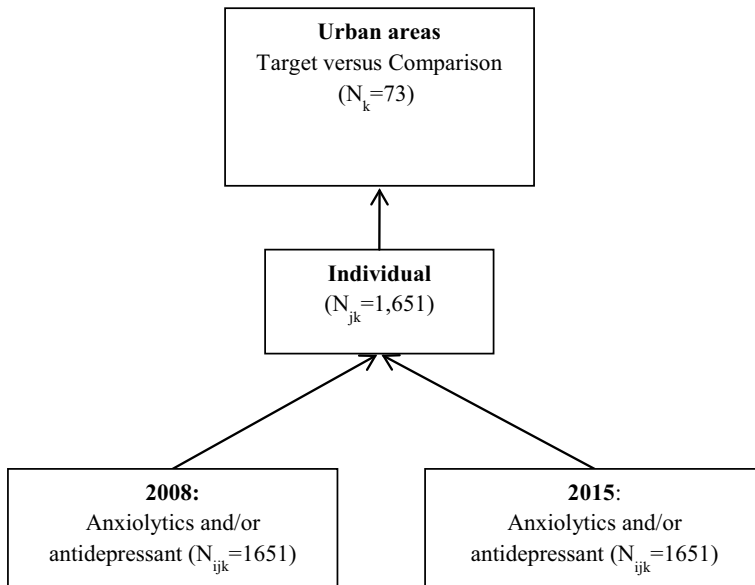 Urban areas
Target versus Comparison
(Nk=73)
Individual
(Njk=1,651)
2008:
Anxiolytics and/or
antidepressant (Nijk=1651)
2015:
Anxiolytics and/or
antidepressant (Nijk=1651)